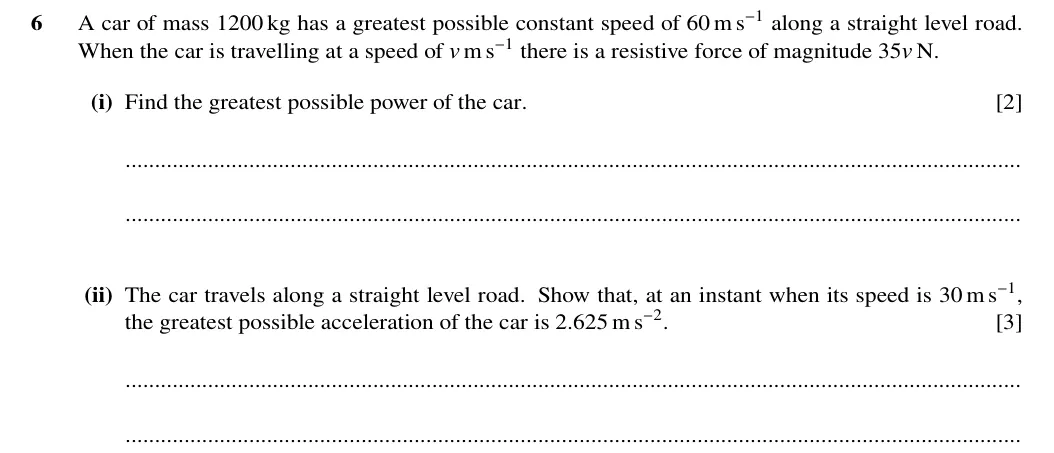 6 A car of mass 1200 kg has a greatest possible constant speed of 60 m s⁻¹ along a straight level road.
When the car is travelling at a speed of v m s⁻¹ there is a resistive force of magnitude 35v N.
(i) Find the greatest possible power of the car. [2]
(ii) The car travels along a straight level road. Show that, at an instant when its speed is 30 m s⁻¹,
the greatest possible acceleration of the car is 2.625 m s⁻². [3]